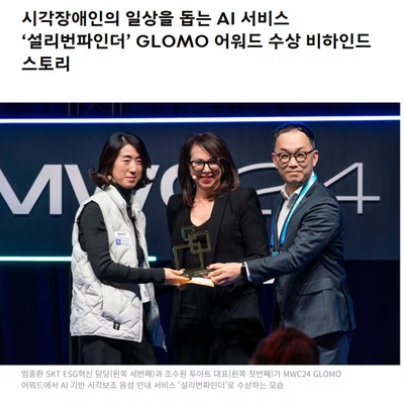 시각장애인의 일상을 돕는 AI 서비스
‘설리번파인더’ GLOMO 어워드 수상 비하인드
스토리
MWC24
엄종환 SKT ESG혁신 담당(왼쪽 세번째)과 조수원 투아트 대표(왼쪽 첫번째)가 MWC24 GLOMO
어워드에서 AI 기반 시각보조 음성 안내 서비스 ‘설리번파인더’로 수상하는 모습